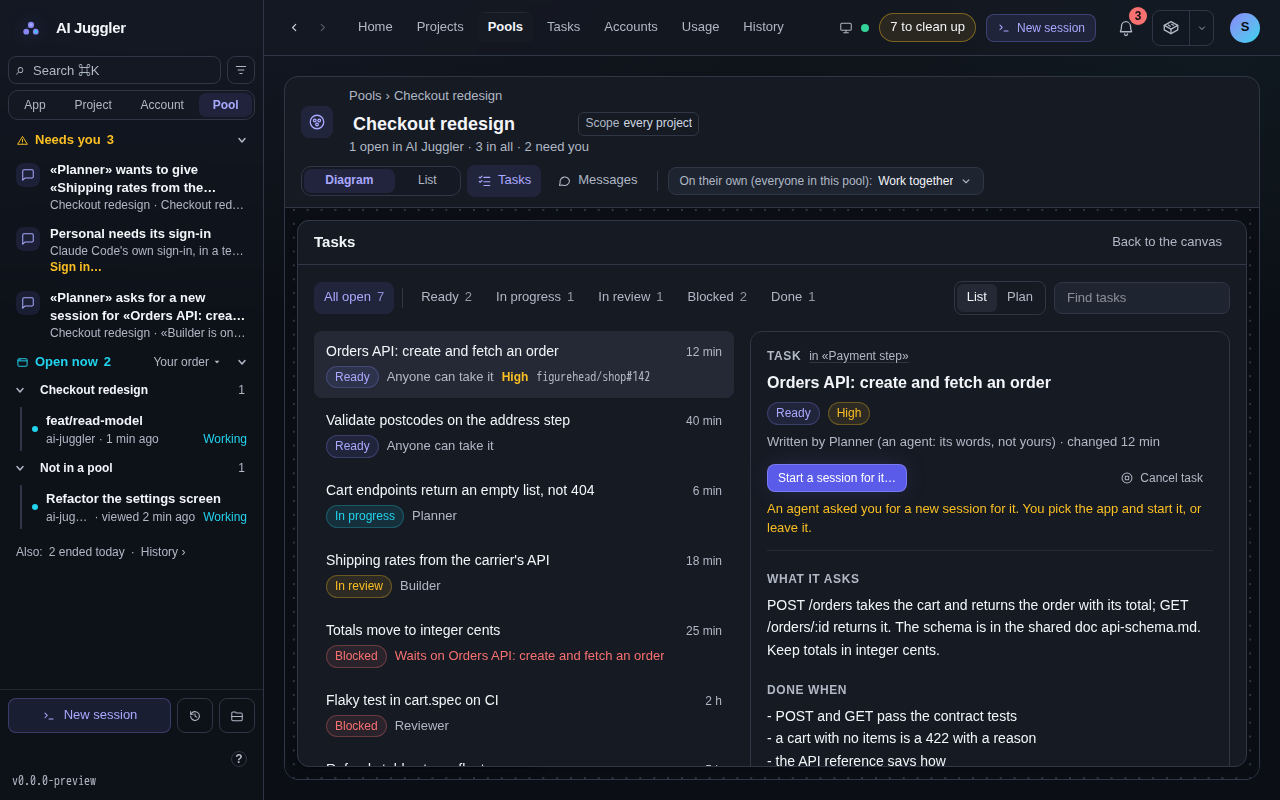 AI Juggler
Search ⌘K
App Project Account Pool
Needs you 3
«Planner» wants to give
«Shipping rates from the…
Checkout redesign · Checkout red…
Personal needs its sign-in
Claude Code's own sign-in, in a te…
Sign in…
«Planner» asks for a new
session for «Orders API: crea…
Checkout redesign · «Builder is on…
Open now 2 Your order
Checkout redesign 1
feat/read-model
ai-juggler · 1 min ago Working
Not in a pool 1
Refactor the settings screen
ai-jug… · viewed 2 min ago Working
Also: 2 ended today · History ›
New session
?
v0.0.0-preview
Home Projects Pools Tasks Accounts Usage History
7 to clean up
New session
3
S
Pools › Checkout redesign
Checkout redesign
Scope every project
1 open in AI Juggler · 3 in all · 2 need you
Diagram List Tasks Messages
On their own (everyone in this pool): Work together
Tasks
Back to the canvas
All open 7 Ready 2 In progress 1 In review 1 Blocked 2 Done 1
List Plan
Find tasks
Orders API: create and fetch an order 12 min
Ready Anyone can take it High figurehead/shop#142
Validate postcodes on the address step 40 min
Ready Anyone can take it
Cart endpoints return an empty list, not 404 6 min
In progress Planner
Shipping rates from the carrier's API 18 min
In review Builder
Totals move to integer cents 25 min
Blocked Waits on Orders API: create and fetch an order
Flaky test in cart.spec on CI 2 h
Blocked Reviewer
TASK in «Payment step»
Orders API: create and fetch an order
Ready High
Written by Planner (an agent: its words, not yours) · changed 12 min
Start a session for it…
Cancel task
An agent asked you for a new session for it. You pick the app and start it, or
leave it.
WHAT IT ASKS
POST /orders takes the cart and returns the order with its total; GET
/orders/:id returns it. The schema is in the shared doc api-schema.md.
Keep totals in integer cents.
DONE WHEN
- POST and GET pass the contract tests
- a cart with no items is a 422 with a reason
- the API reference says how